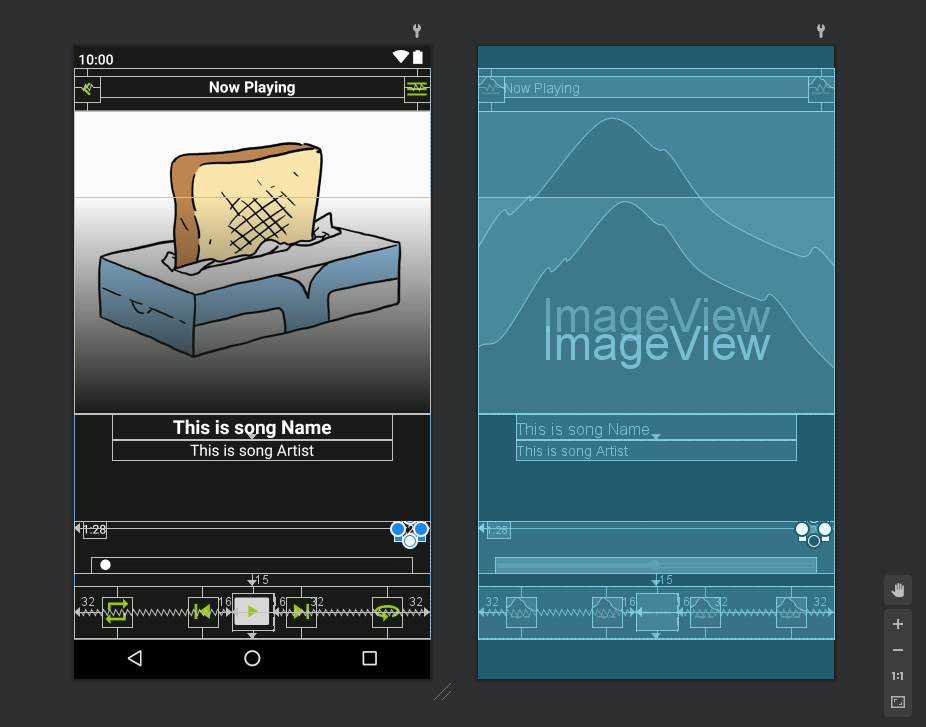 10:00
Now Playing
Now Playing
ImageView
ImageView
This is song Name
This is song Name
This is song Artist
This is song Artist
1:28
1:28
15
15
32 16 32 32
32 16 32 32
1:1